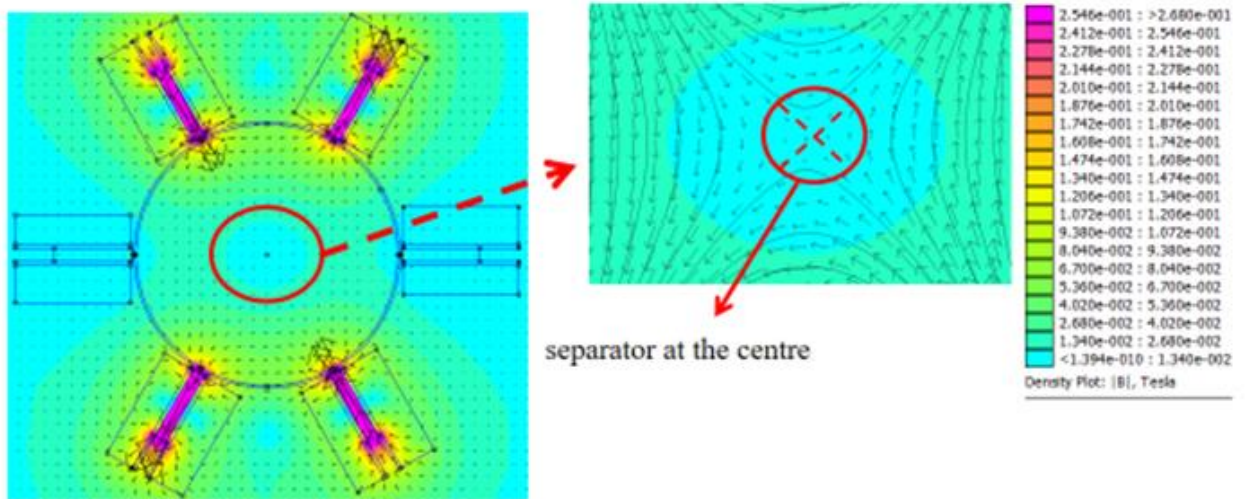 2.546e-001 : >2.680e-001
2.412e-001 : 2.546e-001
2.278e-001 : 2.412e-001
2.144e-001 : 2.278e-001
2.010e-001 : 2.144e-001
1.876e-001 : 2.010e-001
1.742e-001 : 1.876e-001
1.608e-001 : 1.742e-001
1.474e-001 : 1.608e-001
1.340e-001 : 1.474e-001
1.206e-001 : 1.340e-001
1.072e-001 : 1.206e-001
9.380e-002 : 1.072e-001
8.040e-002 : 9.380e-002
6.700e-002 : 8.040e-002
5.360e-002 : 6.700e-002
4.020e-002 : 5.360e-002
2.680e-002 : 4.020e-002
1.340e-002 : 2.680e-002
<1.394e-010 : 1.340e-002
Density Plot: |B|, Tesla
separator at the centre